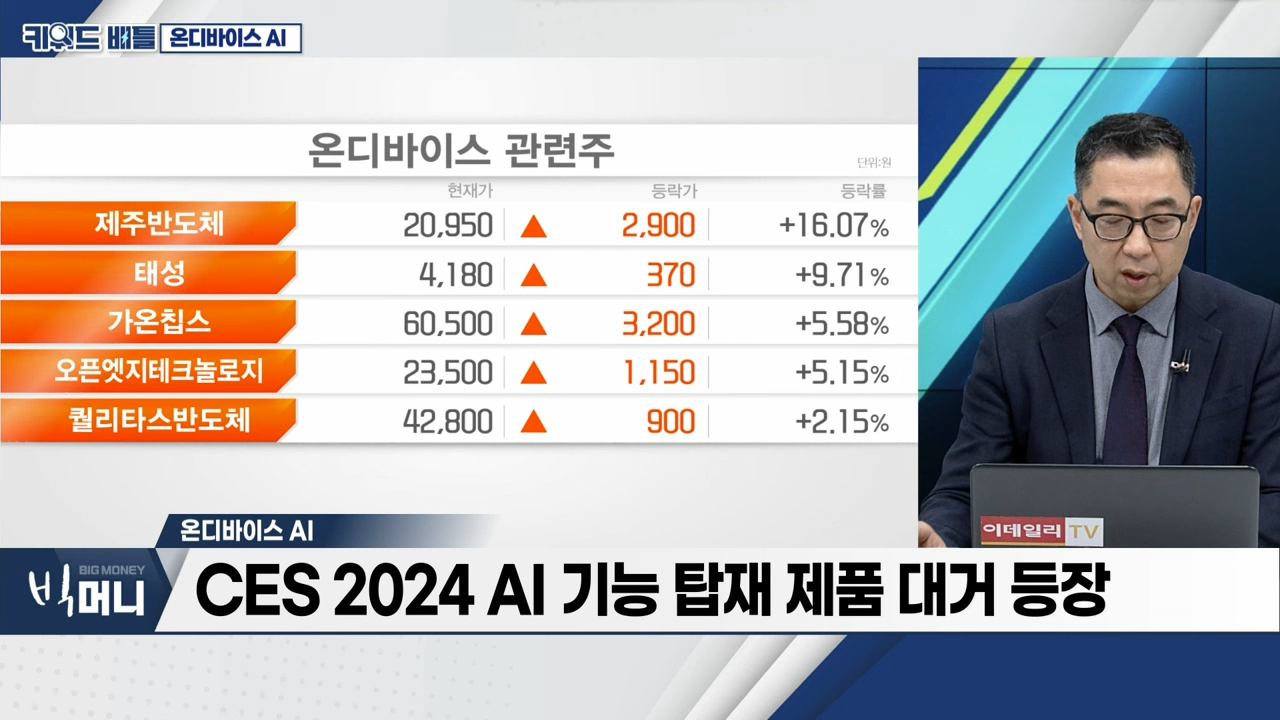 키워드 배틀 온디바이스 AI
온디바이스 관련주
단위:원
현재가 등락가 등락률
제주반도체 20,950 ▲ 2,900 +16.07%
태성 4,180 ▲ 370 +9.71%
가온칩스 60,500 ▲ 3,200 +5.58%
오픈엣지테크놀로지 23,500 ▲ 1,150 +5.15%
퀄리타스반도체 42,800 ▲ 900 +2.15%
이데일리 TV
온디바이스 AI
BIG MONEY
빅머니
CES 2024 AI 기능 탑재 제품 대거 등장